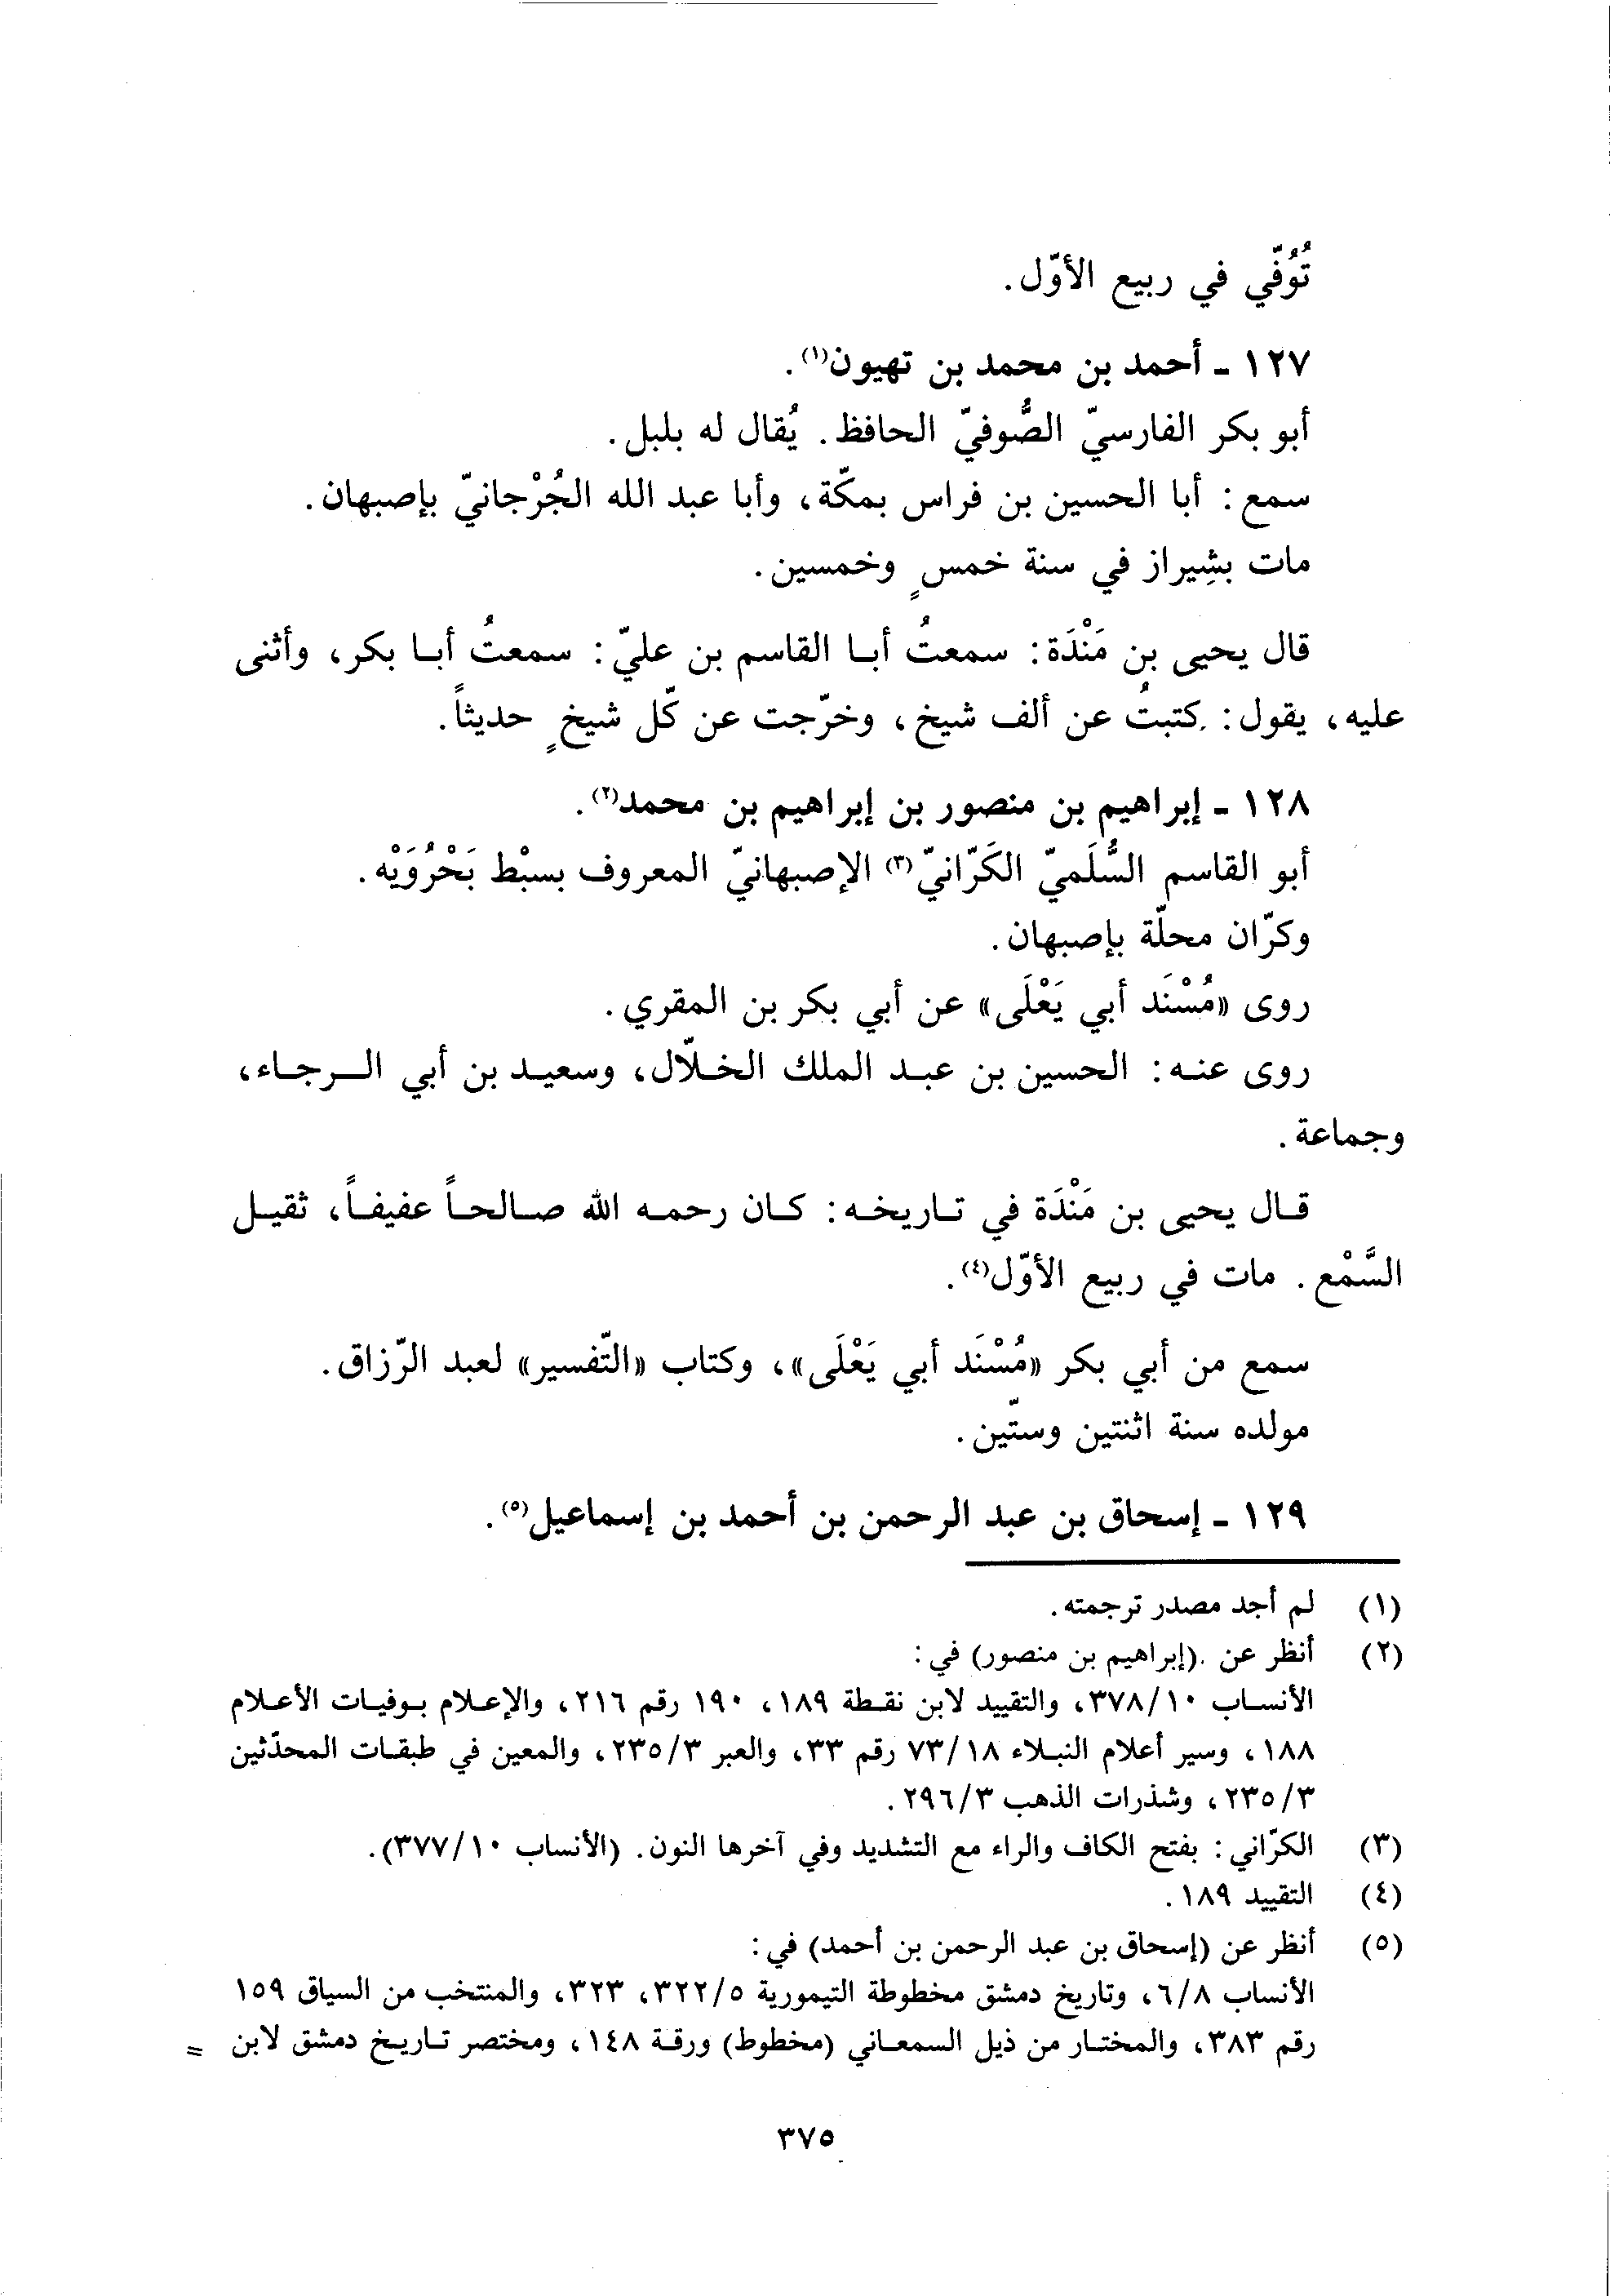 تُوُفّي في ربيع الأوّل.
١٢٧ - أحمد بن محمد بن تهيون(١).
أبو بكر الفارسيّ الصُّوفيّ الحافظ. يُقال له بلبل.
سمع: أبا الحسين بن فراس بمكّة، وأبا عبد الله الجُرْجانيّ بإصبهان.
مات بشِيراز في سنة خمسٍ وخمسين.
قال يحيى بن مَنْدَة: سمعتُ أبا القاسم بن عليّ: سمعتُ أبا بكر، وأثنى
عليه، يقول: كتبتُ عن ألف شيخ، وخرّجت عن كّل شيخٍ حديثاً.
١٢٨ - إبراهيم بن منصور بن إبراهيم بن محمد(٢).
أبو القاسم السُّلَميّ الكَرّانيّ(٣) الإصبهانيّ المعروف بسبْط بَحْرُوَيْه.
وكرّان محلّة بإصبهان.
روى «مُسْنَد أبي يَعْلَى» عن أبي بكر بن المقري.
روى عنه: الحسين بن عبد الملك الخلّال، وسعيد بن أبي الرجاء،
وجماعة.
قال يحيى بن مَنْدَة في تاريخه: كان رحمه الله صالحاً عفيفاً، ثقيل
السَّمْع. مات في ربيع الأوّل(٤).
سمع من أبي بكر «مُسْنَد أبي يَعْلَى»، وكتاب «التّفسير» لعبد الرّزاق.
مولده سنة اثنتين وستّين.
١٢٩ - إسحاق بن عبد الرحمن بن أحمد بن إسماعيل(٥).
(١) لم أجد مصدر ترجمته.
(٢) أنظر عن (إبراهيم بن منصور) في:
الأنساب ٣٧٨/١٠، والتقييد لابن نقطة ١٨٩، ١٩٠ رقم ٢١٦، والإعلام بوفيات الأعلام
١٨٨، وسير أعلام النبلاء ٧٣/١٨ رقم ٣٣، والعبر ٢٣٥/٣، والمعين في طبقات المحدّثين
٢٣٥/٣، وشذرات الذهب ٢٩٦/٣.
(٣) الكرّاني: بفتح الكاف والراء مع التشديد وفي آخرها النون. (الأنساب ٣٧٧/١٠).
(٤) التقييد ١٨٩.
(٥) أنظر عن (إسحاق بن عبد الرحمن بن أحمد) في:
الأنساب ٦/٨، وتاريخ دمشق مخطوطة التيمورية ٣٢٢/٥، ٣٢٣، والمنتخب من السياق ١٥٩
رقم ٣٨٣، والمختار من ذيل السمعاني (مخطوط) ورقة ١٤٨، ومختصر تاريخ دمشق لابن =
٣٧٥